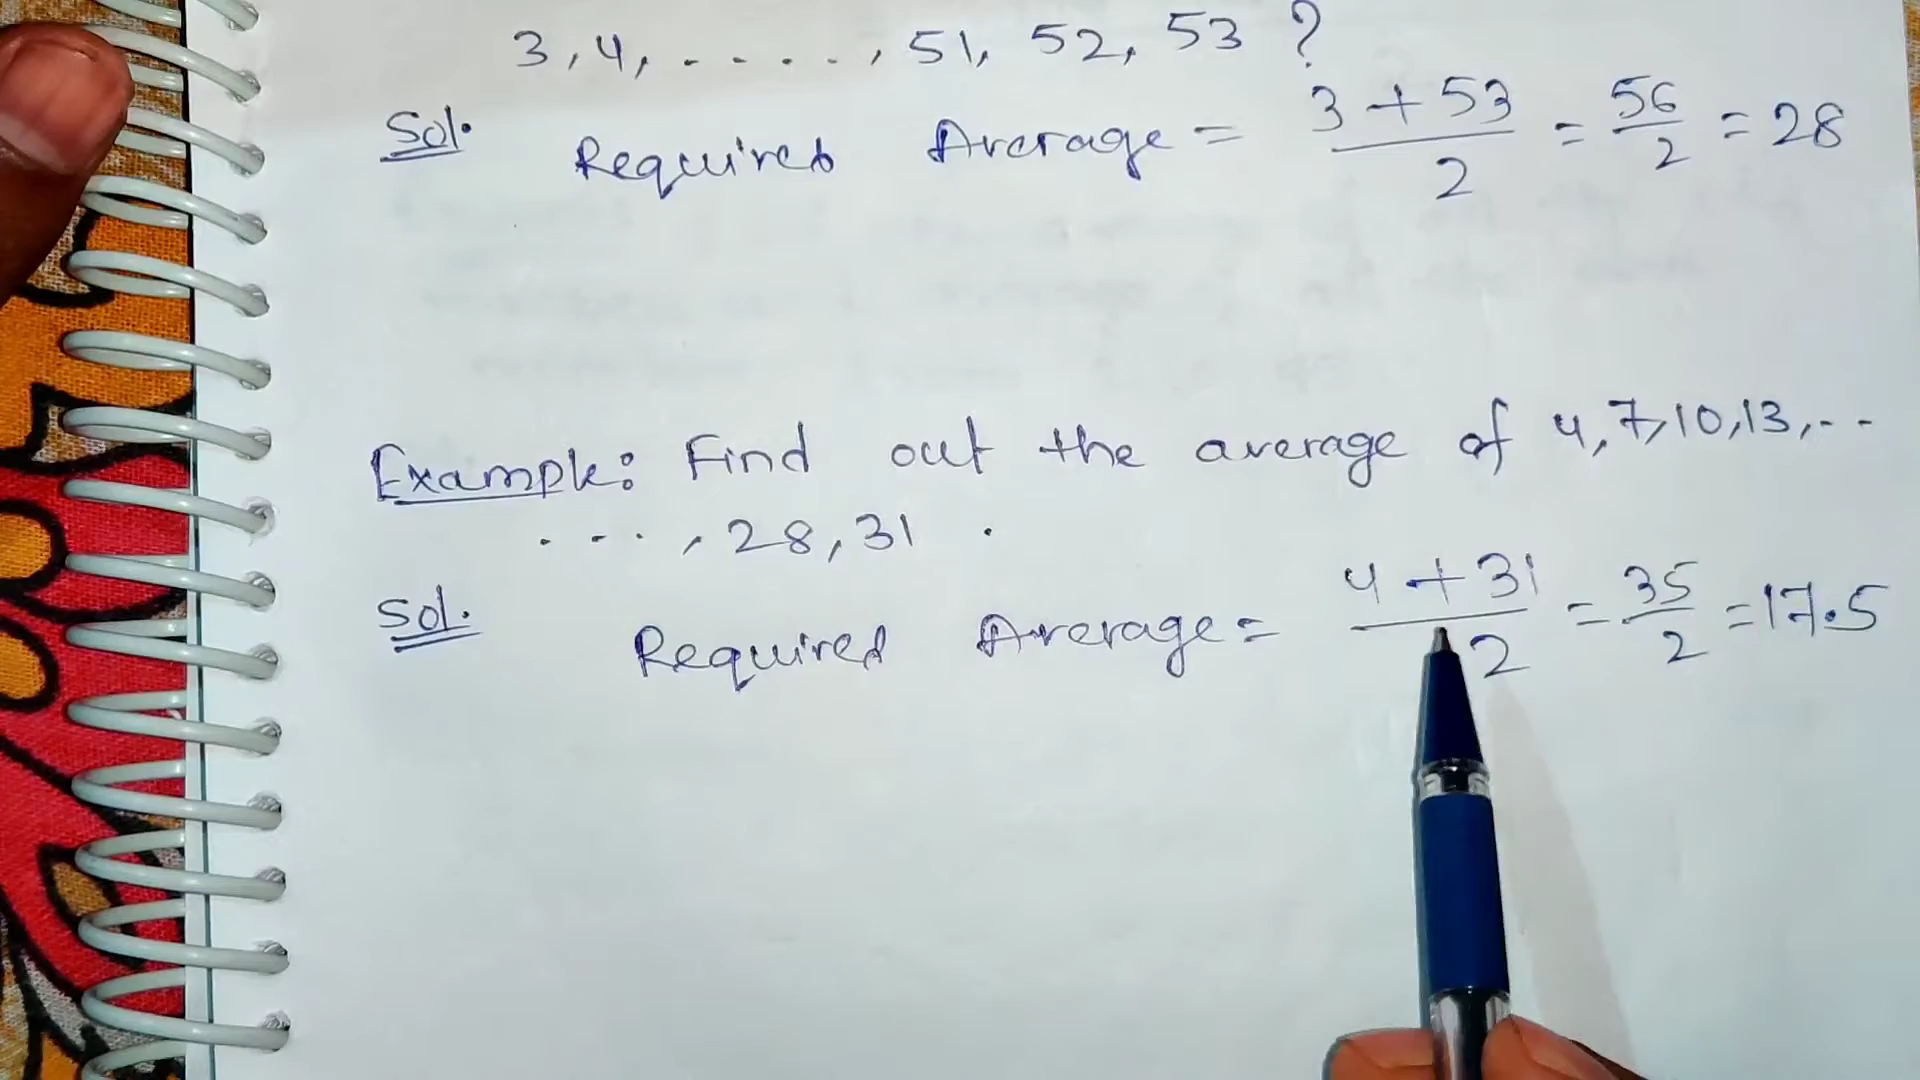 3, 4, ....., 51, 52, 53 ?
Sol. Required Average = 3 + 53 / 2 = 56 / 2 = 28
Example: Find out the average of 4, 7, 10, 13, ..
...., 28, 31 .
Sol. Required Average = 4 + 31 / 2 = 35 / 2 = 17.5